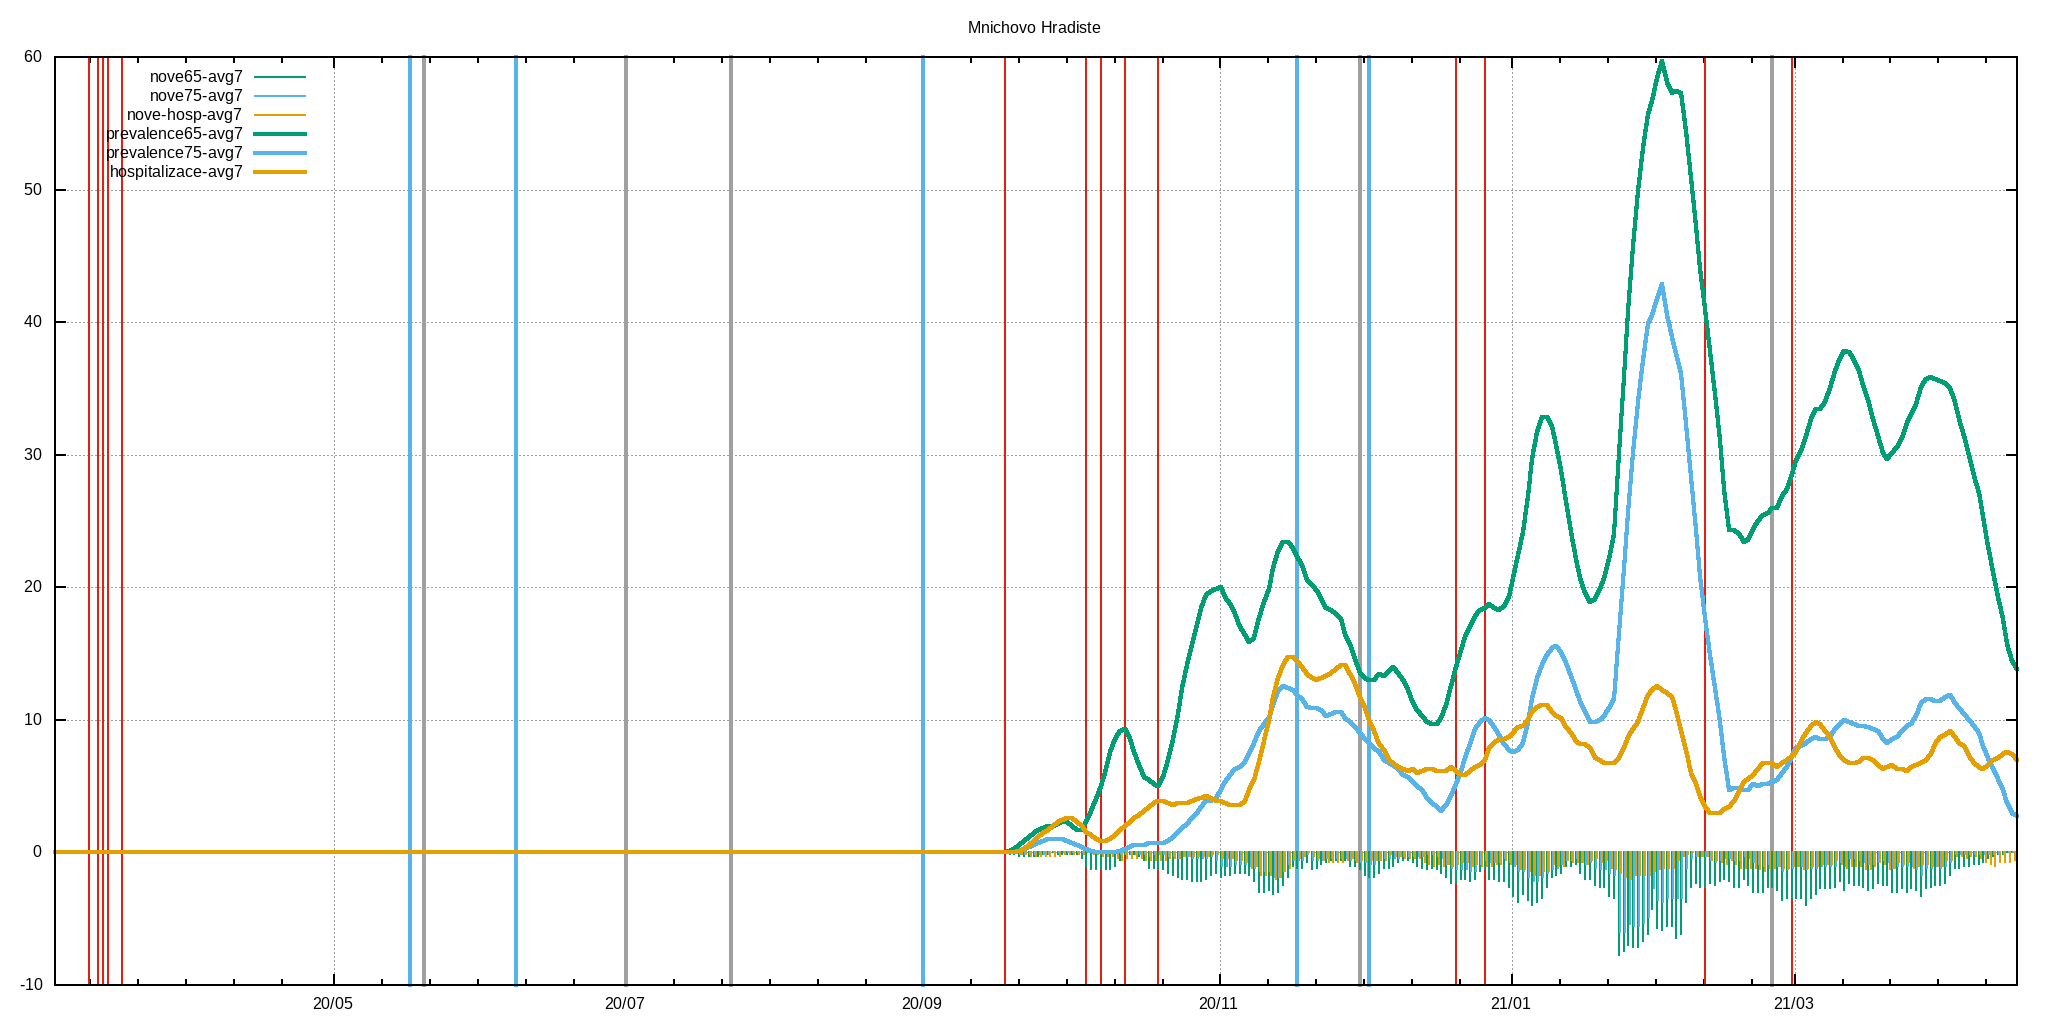 Mnichovo Hradiste
60
50
40
30
20
10
0
-10
nove65-avg7
nove75-avg7
nove-hosp-avg7
prevalence65-avg7
prevalence75-avg7
hospitalizace-avg7
20/05 20/07 20/09 20/11 21/01 21/03